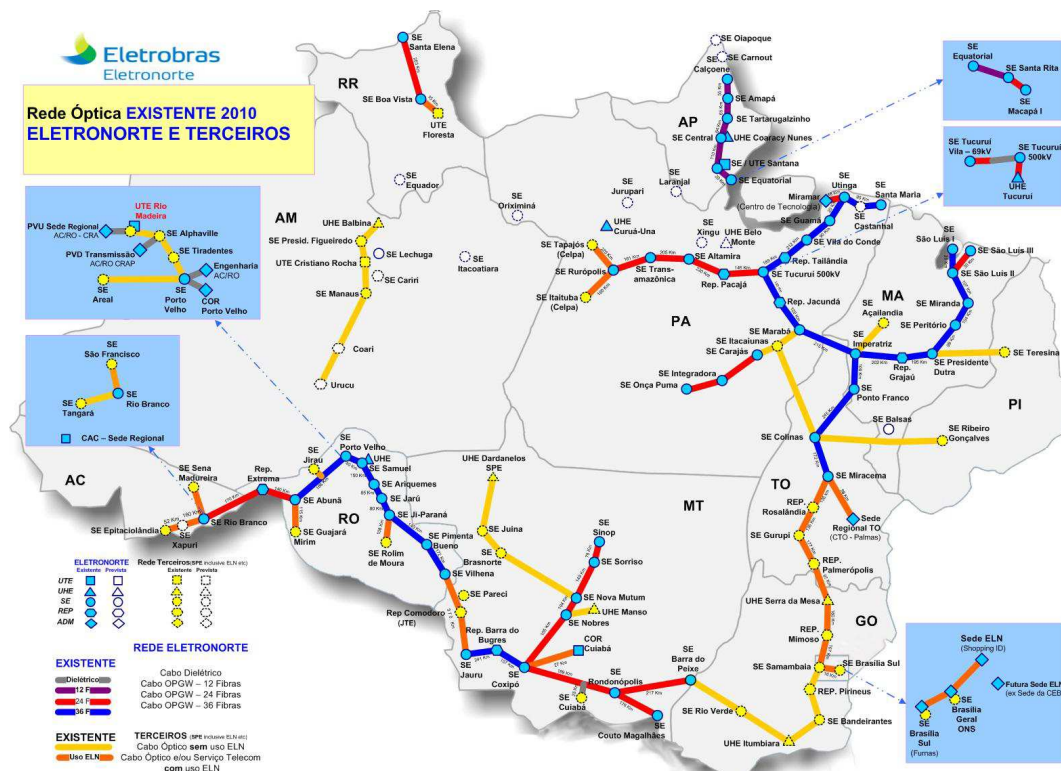 Eletrobras
Eletronorte
Rede Óptica EXISTENTE 2010
ELETRONORTE E TERCEIROS
SE
Santa Elena
RR
SE Boa Vista
UTE
Floresta
SE
Equador
AM
SE Oiapoque
SE Carnout
SE
Calçoene
SE Amapá
AP
SE Tartarugalzinho
SE Central
UHE Coaracy Nunes
SE / UTE Santana
SE Equatorial
SE
Laranjal
SE
Jurupari
SE
Oriximiná
SE
Equatorial
SE Santa Rita
SE
Macapá I
SE Tucuruí
Vila – 69kV
SE Tucuruí
500kV
UHE
Tucuruí
UTE Rio
Madeira
PVU Sede Regional
AC/RO - CRA
SE Alphaville
PVD Transmissão
AC/RO CRAP
SE Tiradentes
Engenharia
AC/RO
SE
Areal
SE
Porto
Velho
COR
Porto Velho
SE
São Francisco
SE
Rio Branco
SE
Tangará
CAC – Sede Regional
UHE Balbina
SE Presid. Figueiredo
UTE Cristiano Rocha
SE Lechuga
SE Cariri
SE Manaus
SE
Itacoatiara
Coari
Urucu
UHE
Curuá-Una
SE Tapajós
(Celpa)
SE Rurópolis
SE Itaituba
(Celpa)
SE Trans-
amazônica
SE Altamira
SE
Xingu
UHE Belo
Monte
Rep. Pacajá
SE Tucuruí 500kV
Miramar
(Centro de Tecnologia)
SE
Utinga
SE
Santa Maria
SE
Castanhal
SE Guamá
SE Vila do Conde
Rep. Tailândia
Rep. Jacundá
PA
SE Marabá
SE Itacaiunas
SE Carajás
SE Integradora
SE Onça Puma
MA
SE
Açailandia
SE
Imperatriz
São Luís I
SE São Luís III
SE São Luís II
SE Miranda
SE Peritório
SE Presidente
Dutra
SE Teresina
Rep.
Grajaú
SE
Ponto Franco
PI
SE Balsas
SE Ribeiro
Gonçalves
SE Colinas
SE Miracema
TO
REP.
Rosalândia
Sede
Regional TO
(CTO - Palmas)
SE Gurupi
REP.
Palmerópolis
UHE Serra da Mesa
GO
REP.
Mimoso
SE Samambaia
SE Brasilia Sul
REP. Pirineus
SE Bandeirantes
UHE Itumbiara
SE Rio Verde
SE
Barra do
Peixe
SE
Rondonópolis
SE
Couto Magalhães
SE
Cuiabá
COR
Cuiabá
SE
Coxipó
Rep. Barra do
Bugres
SE
Jauru
Rep Comodoro
(JTE)
SE Pareci
SE Vilhena
SE Pimenta
Bueno
SE Rolim
de Moura
SE Ji-Paraná
SE Jarú
SE Ariquemes
SE Samuel
UHE
SE
Porto Velho
RO
SE
Jiraú
SE Abunã
SE Guajará
Mirim
Rep.
Extrema
SE Rio Branco
SE Sena
Madureira
SE
Xapuri
SE Epitaciolândia
AC
MT
UHE Dardanelos
SPE
SE Juina
SE
Brasnorte
SE
Sinop
SE Sorriso
SE Nova Mutum
UHE Manso
SE Nobres
Sede ELN
(Shopping ID)
Futura Sede ELN
(ex Sede da CEB)
SE
Brasilia
Geral
ONS
SE
Brasilia
Sul
(Furnas)
ELETRONORTE
Existente Prevista
Rede Terceiros (SPE inclusive ELN etc)
Existente Prevista
UTE
UHE
SE
REP
ADM
REDE ELETRONORTE
EXISTENTE
Dielétrico Cabo Dielétrico
12 F Cabo OPGW – 12 Fibras
24 F Cabo OPGW – 24 Fibras
36 F Cabo OPGW – 36 Fibras
EXISTENTE TERCEIROS (SPE inclusive ELN etc)
Cabo Óptico sem uso ELN
Uso ELN Cabo Óptico e/ou Serviço Telecom
com uso ELN